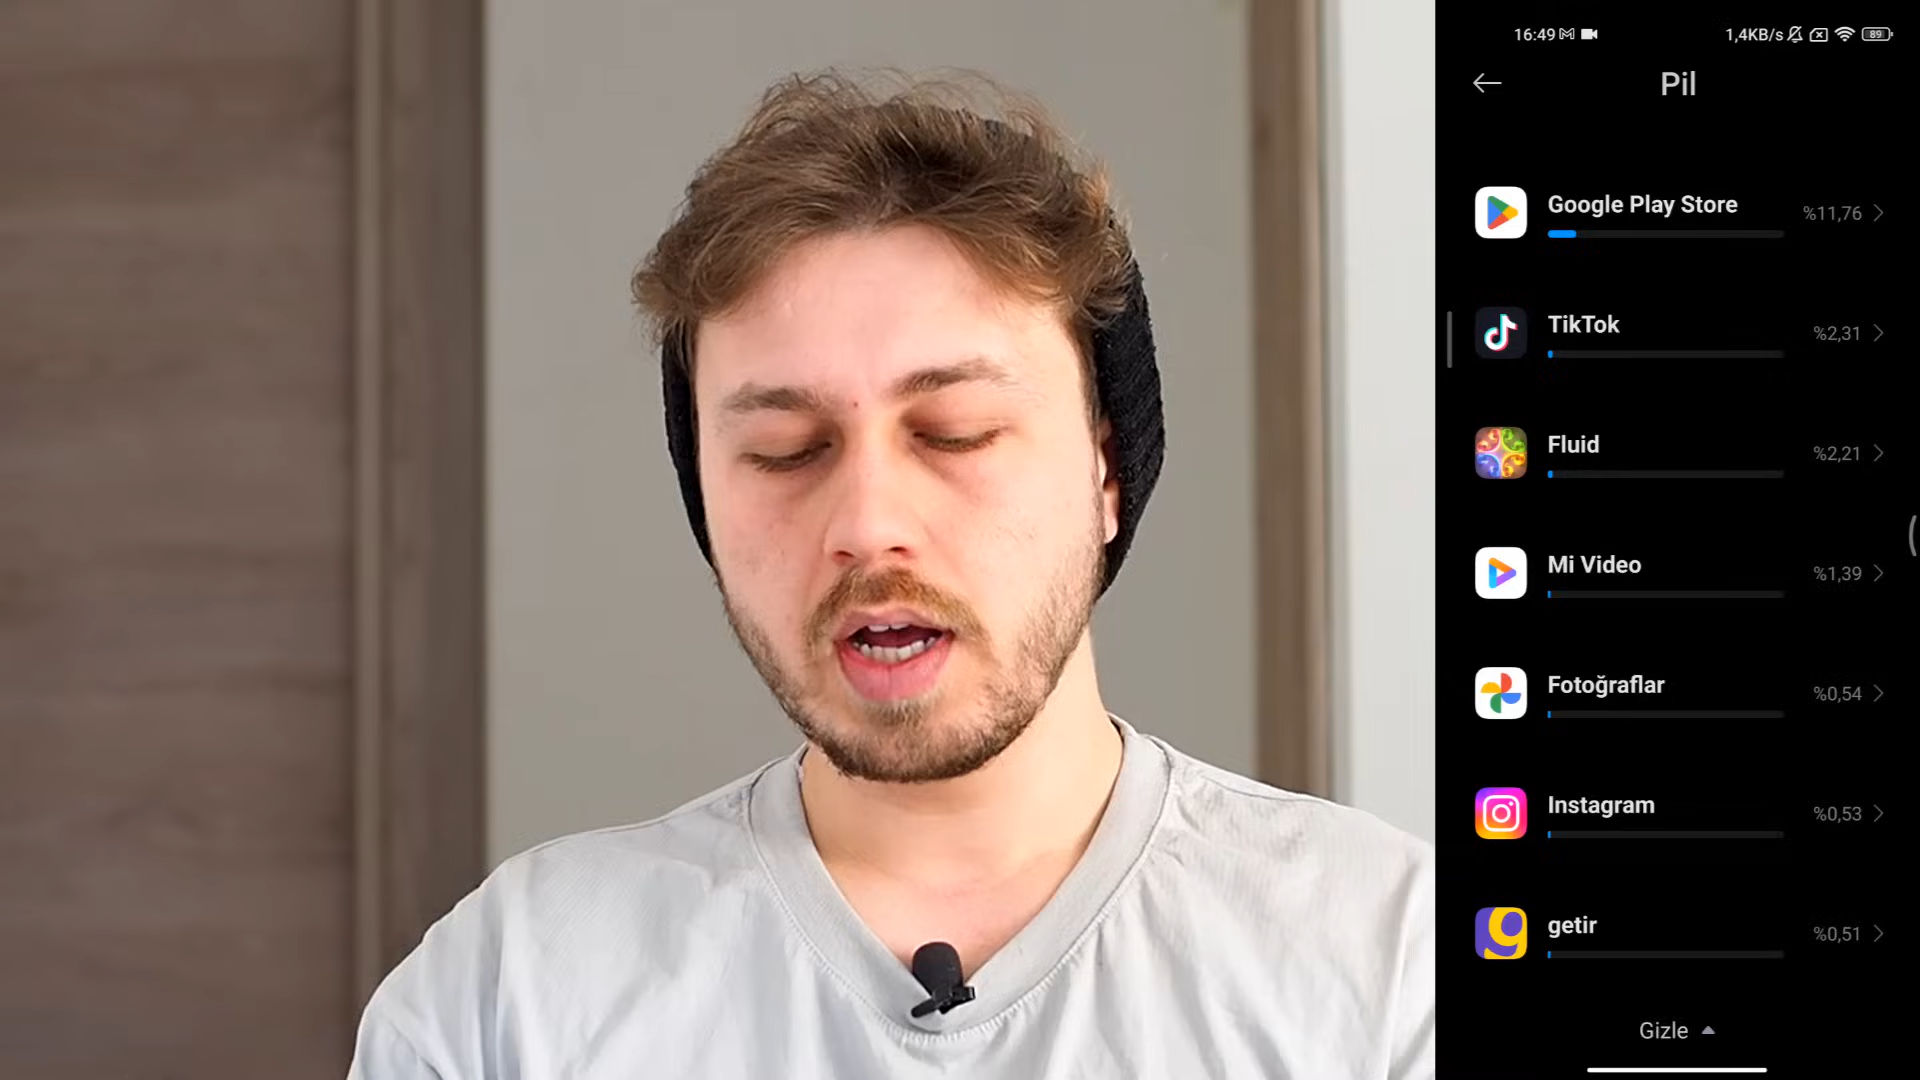 16:49
1,4KB/s
89
Pil
Google Play Store
%11,76
TikTok
%2,31
Fluid
%2,21
Mi Video
%1,39
Fotoğraflar
%0,54
Instagram
%0,53
getir
%0,51
Gizle